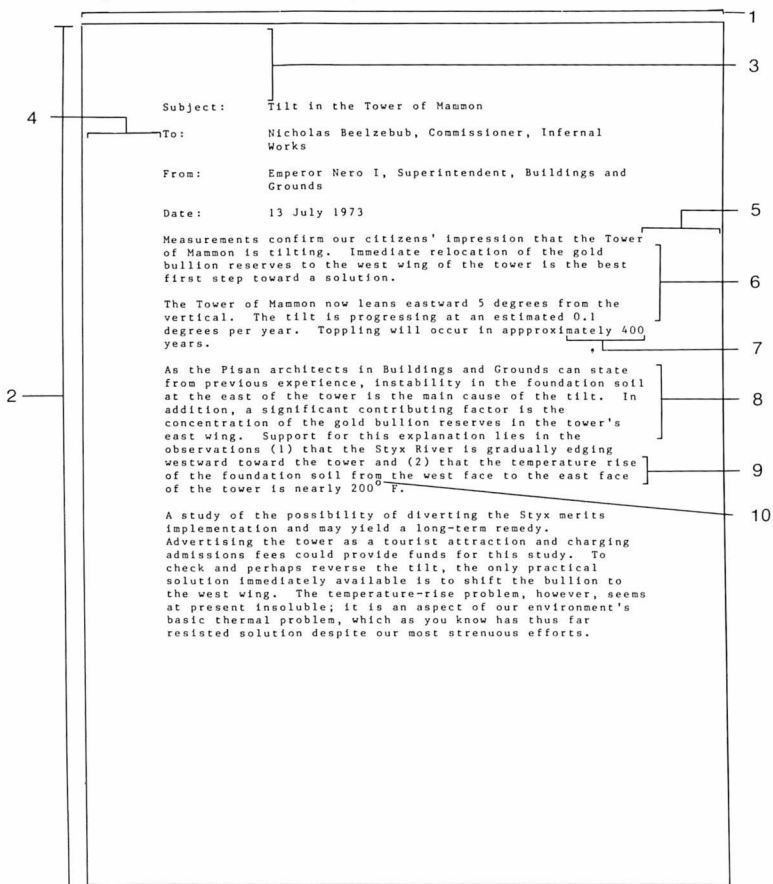 1
3
Subject: Tilt in the Tower of Mammon
4
To: Nicholas Beelzebub, Commissioner, Infernal
Works
From: Emperor Nero I, Superintendent, Buildings and
Grounds
Date: 13 July 1973
5
Measurements confirm our citizens' impression that the Tower
of Mammon is tilting. Immediate relocation of the gold
bullion reserves to the west wing of the tower is the best
first step toward a solution.
6
The Tower of Mammon now leans eastward 5 degrees from the
vertical. The tilt is progressing at an estimated 0.1
degrees per year. Toppling will occur in appproximately 400
years.
7
As the Pisan architects in Buildings and Grounds can state
from previous experience, instability in the foundation soil
at the east of the tower is the main cause of the tilt. In
addition, a significant contributing factor is the
concentration of the gold bullion reserves in the tower's
east wing. Support for this explanation lies in the
observations (1) that the Styx River is gradually edging
westward toward the tower and (2) that the temperature rise
of the foundation soil from the west face to the east face
of the tower is nearly 200° F.
2
8
9
10
A study of the possibility of diverting the Styx merits
implementation and may yield a long-term remedy.
Advertising the tower as a tourist attraction and charging
admissions fees could provide funds for this study. To
check and perhaps reverse the tilt, the only practical
solution immediately available is to shift the bullion to
the west wing. The temperature-rise problem, however, seems
at present insoluble; it is an aspect of our environment's
basic thermal problem, which as you know has thus far
resisted solution despite our most strenuous efforts.